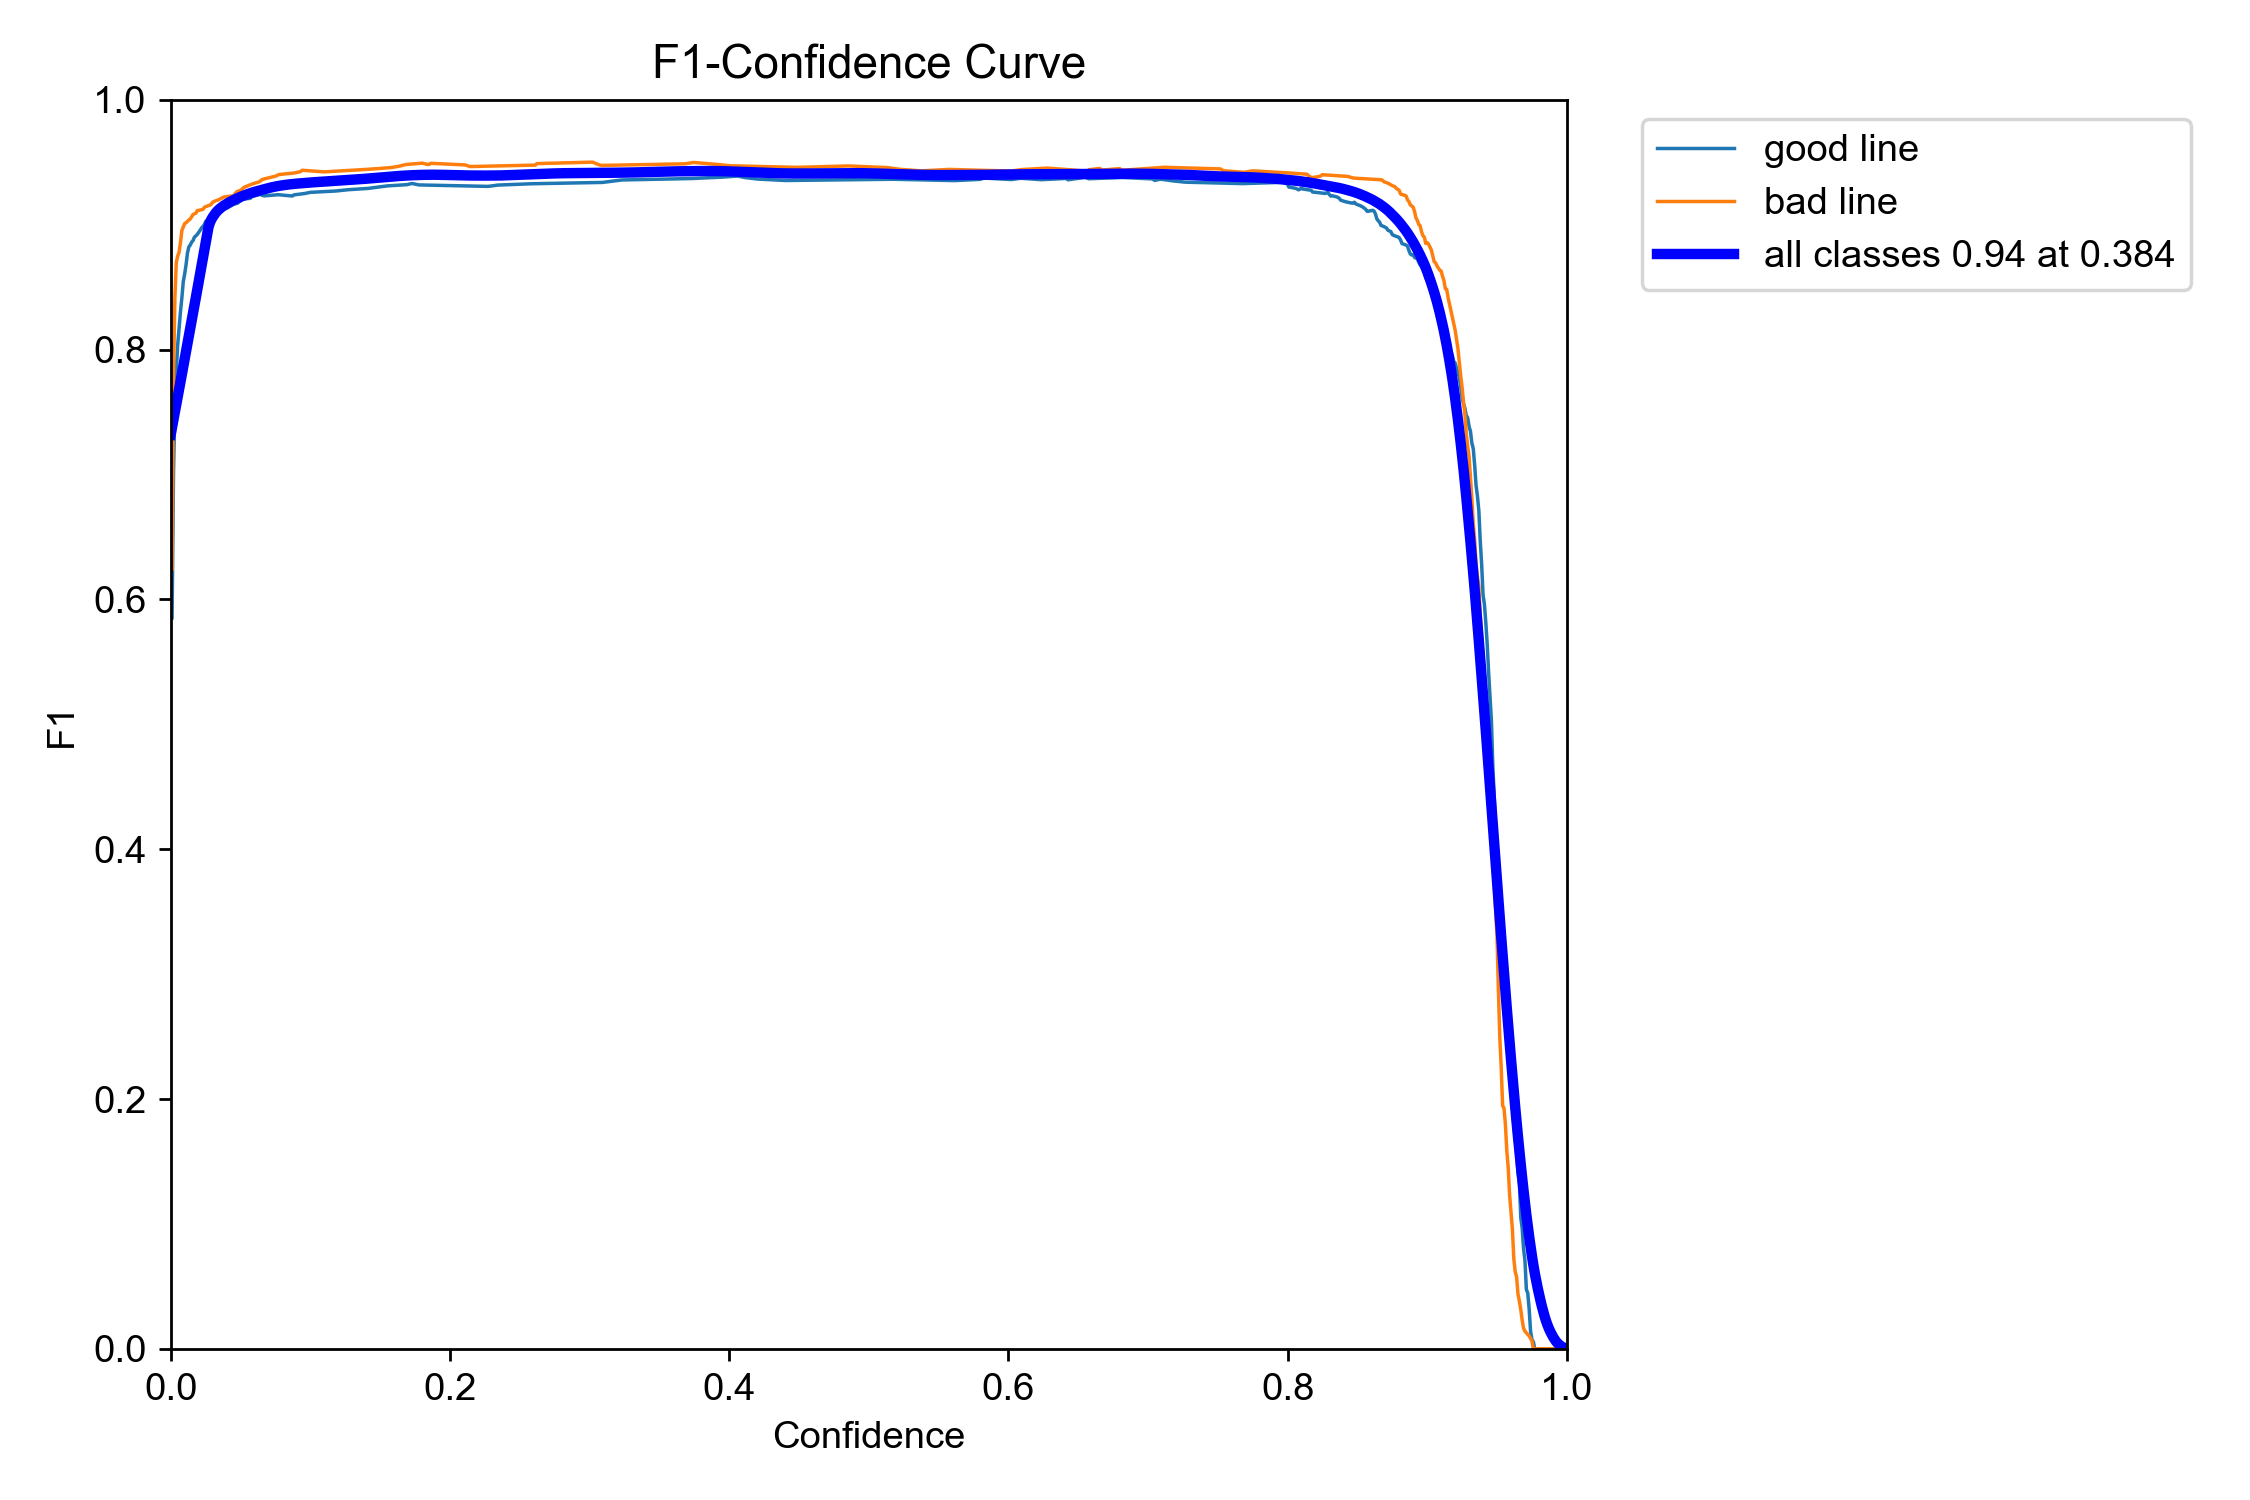 F1-Confidence Curve
1.0
0.8
0.6
0.4
0.2
0.0
F1
0.0 0.2 0.4 0.6 0.8 1.0
Confidence
good line
bad line
all classes 0.94 at 0.384